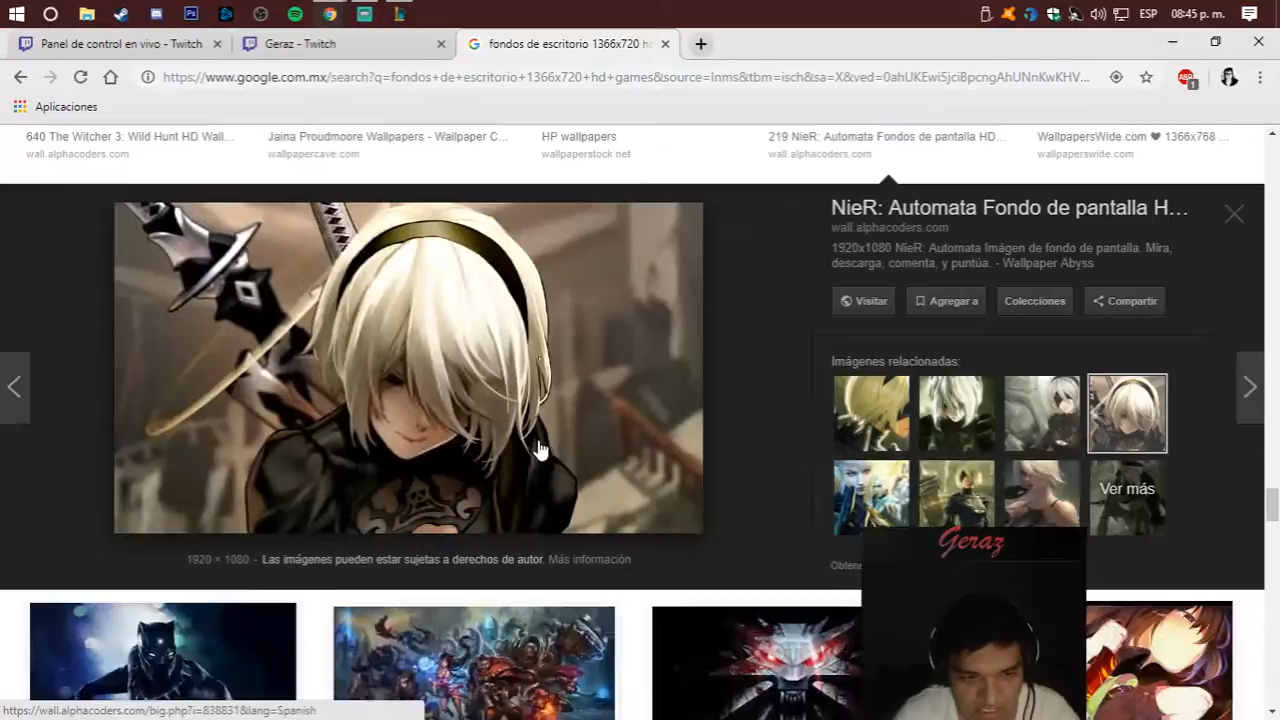 ESP 08:45 p. m.
Panel de control en vivo - Twitch
Geraz - Twitch
fondos de escritorio 1366x720 hd
https://www.google.com.mx/search?q=fondos+de+escritorio+1366x720+hd+games&source=lnms&tbm=isch&sa=X&ved=0ahUKEwi5jciBpcngAhUNnKwKHV...
ABP
1
Aplicaciones
640 The Witcher 3: Wild Hunt HD Wall...
wall.alphacoders.com
Jaina Proudmoore Wallpapers - Wallpaper C...
wallpapercave.com
HP wallpapers
wallpaperstock.net
219 NieR: Automata Fondos de pantalla HD...
wall.alphacoders.com
WallpapersWide.com ❤ 1366x768 ...
wallpaperswide.com
NieR: Automata Fondo de pantalla H...
wall.alphacoders.com
1920x1080 NieR: Automata Imágen de fondo de pantalla. Mira,
descarga, comenta, y puntúa. - Wallpaper Abyss
Visitar
Agregar a
Colecciones
Compartir
Imágenes relacionadas:
Ver más
1920 × 1080 - Las imágenes pueden estar sujetas a derechos de autor. Más información
Geraz
Obtene
https://wall.alphacoders.com/big.php?i=838831&lang=Spanish